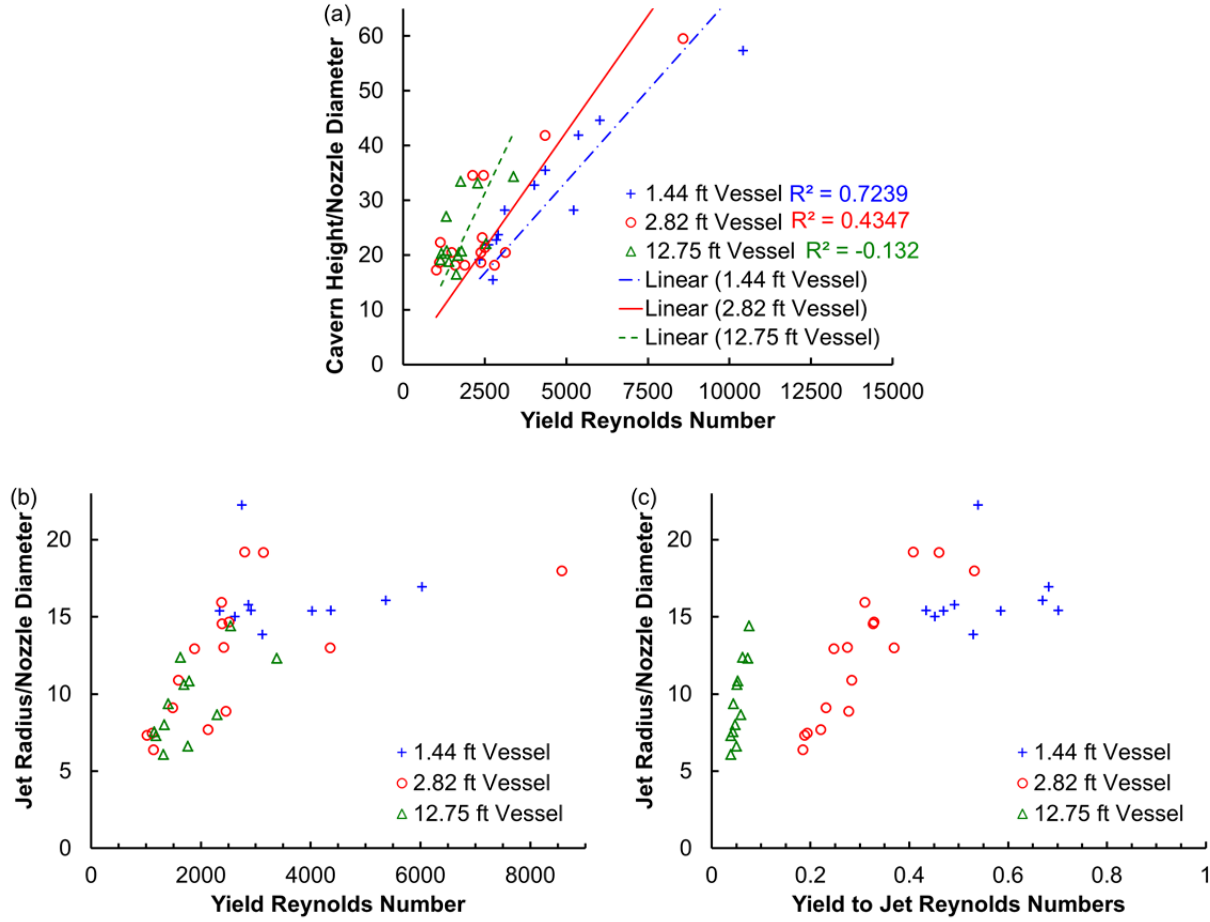 (a)
Cavern Height/Nozzle Diameter
60
50
40
30
20
10
0
1.44 ft Vessel R² = 0.7239
2.82 ft Vessel R² = 0.4347
12.75 ft Vessel R² = -0.132
Linear (1.44 ft Vessel)
Linear (2.82 ft Vessel)
Linear (12.75 ft Vessel)
0 2500 5000 7500 10000 12500 15000
Yield Reynolds Number
(b)
Jet Radius/Nozzle Diameter
20
15
10
5
0
1.44 ft Vessel
2.82 ft Vessel
12.75 ft Vessel
0 2000 4000 6000 8000
Yield Reynolds Number
(c)
Jet Radius/Nozzle Diameter
20
15
10
5
0
1.44 ft Vessel
2.82 ft Vessel
12.75 ft Vessel
0 0.2 0.4 0.6 0.8 1
Yield to Jet Reynolds Numbers